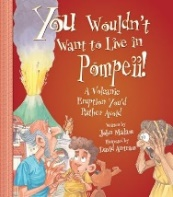 You Wouldn't
Want to Live in
Pompeii!
A Volcanic
Eruption You'd
Rather Avoid
Written by
John Malam
Illustrated by
David Antram